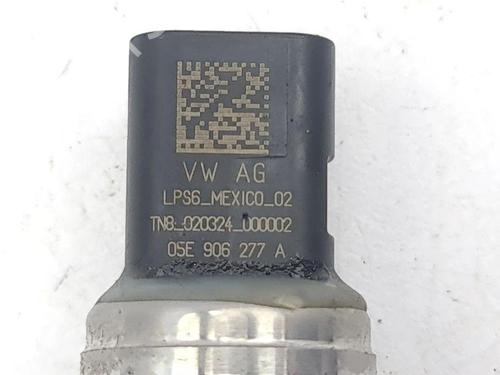 VW AG
LPS6_MEXICO_02
TN8_020324_000002
05E 906 277 A